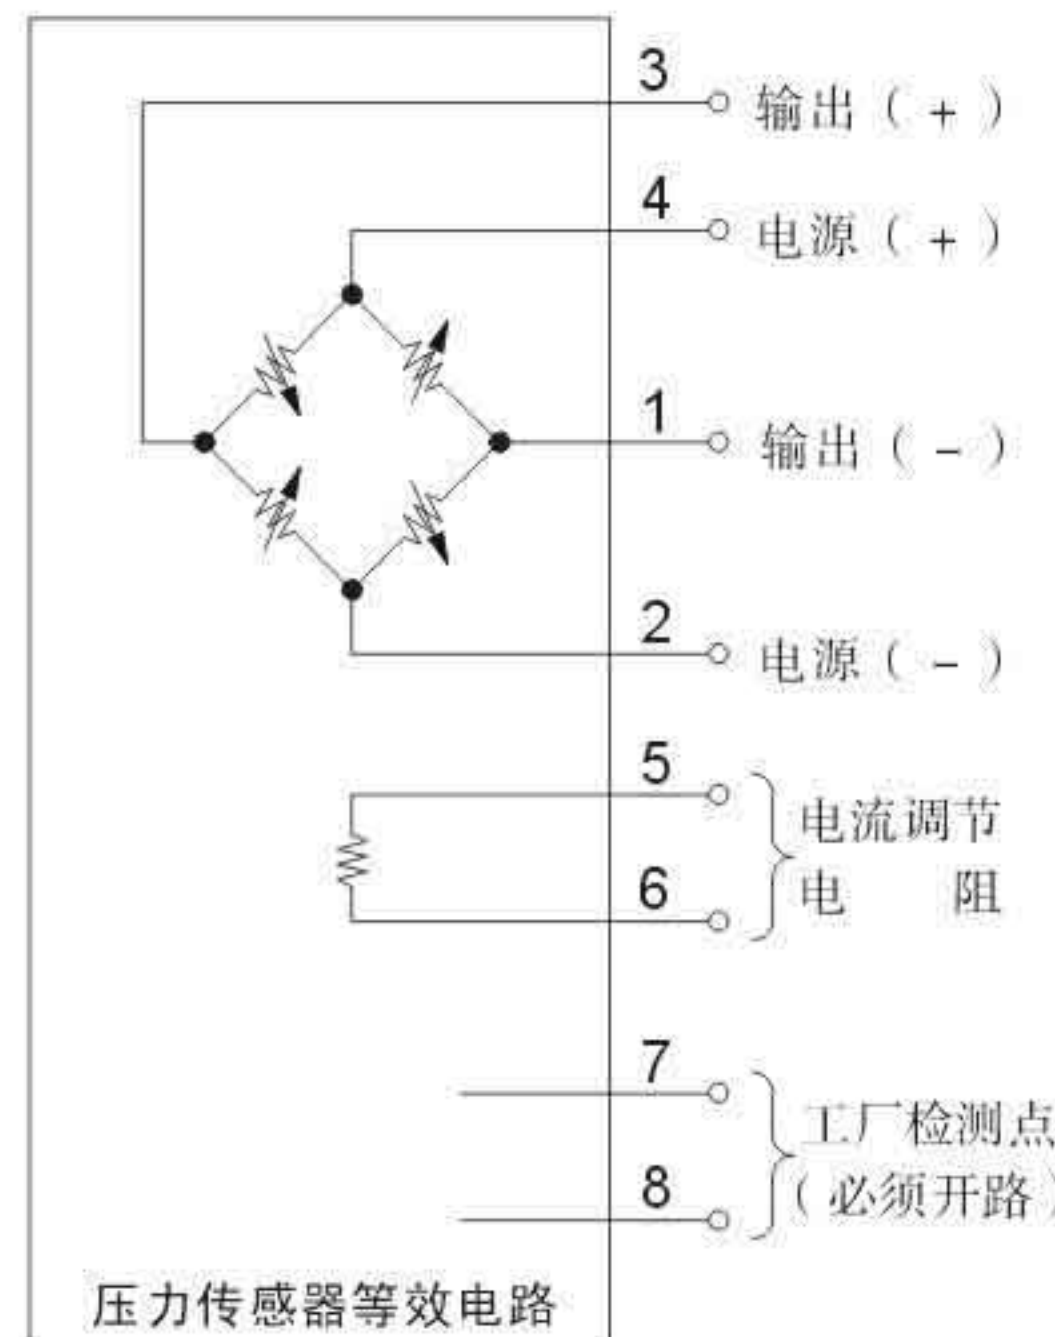 3 输出（+）
4 电源（+）
1 输出（-）
2 电源（-）
5
电流调节
6 电 阻
7
工厂检测点
8 （必须开路）
压力传感器等效电路